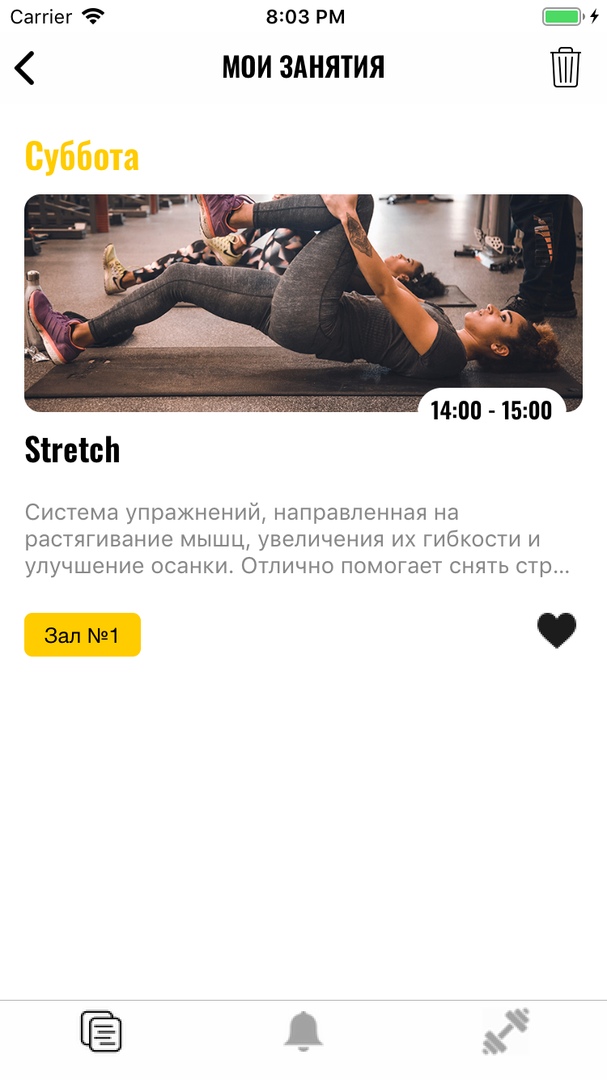 Carrier 8:03 PM
МОИ ЗАНЯТИЯ
Суббота
14:00 - 15:00
Stretch
Система упражнений, направленная на
растягивание мышц, увеличения их гибкости и
улучшение осанки. Отлично помогает снять стр...
Зал №1